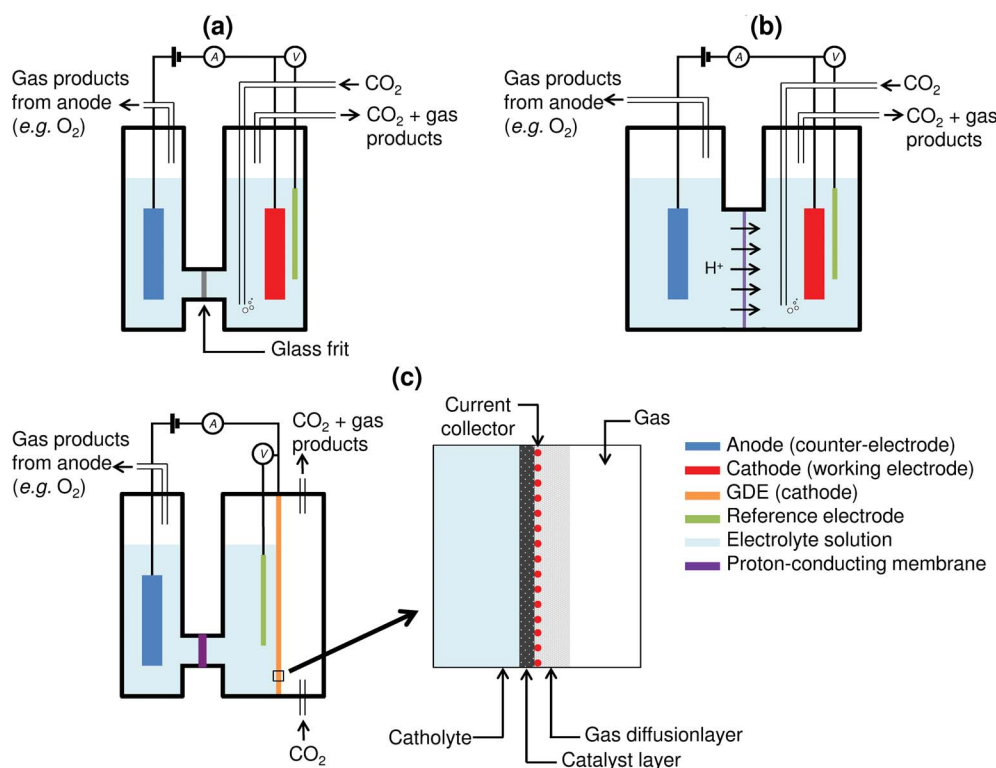 (a)
A
V
Gas products
from anode
(e.g. O2)
CO2
CO2 + gas
products
Glass frit
(b)
A
V
Gas products
from anode
(e.g. O2)
CO2
CO2 + gas
products
H+
(c)
A
V
Gas products
from anode
(e.g. O2)
CO2 + gas
products
CO2
Current
collector
Gas
Catholyte
Gas diffusionlayer
Catalyst layer
Anode (counter-electrode)
Cathode (working electrode)
GDE (cathode)
Reference electrode
Electrolyte solution
Proton-conducting membrane